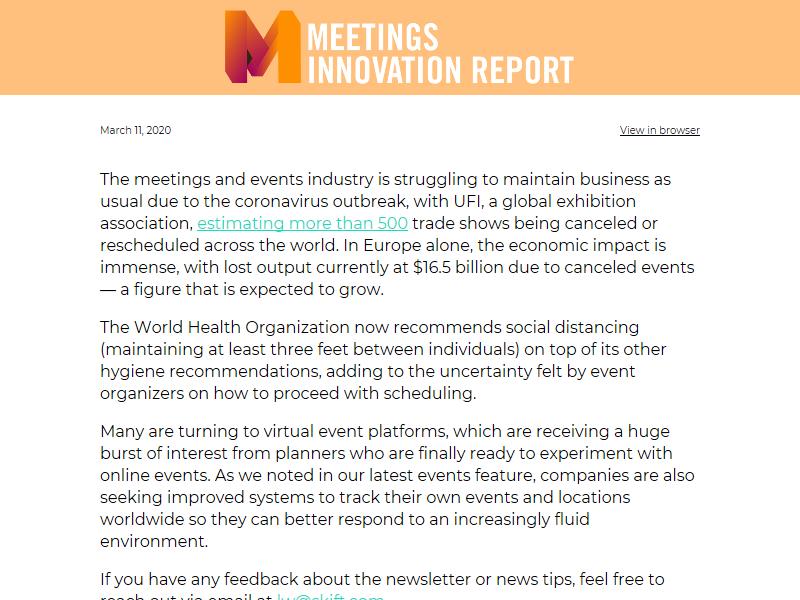 MEETINGS
INNOVATION REPORT
March 11, 2020
View in browser
The meetings and events industry is struggling to maintain business as
usual due to the coronavirus outbreak, with UFI, a global exhibition
association, estimating more than 500 trade shows being canceled or
rescheduled across the world. In Europe alone, the economic impact is
immense, with lost output currently at $16.5 billion due to canceled events
— a figure that is expected to grow.
The World Health Organization now recommends social distancing
(maintaining at least three feet between individuals) on top of its other
hygiene recommendations, adding to the uncertainty felt by event
organizers on how to proceed with scheduling.
Many are turning to virtual event platforms, which are receiving a huge
burst of interest from planners who are finally ready to experiment with
online events. As we noted in our latest events feature, companies are also
seeking improved systems to track their own events and locations
worldwide so they can better respond to an increasingly fluid
environment.
If you have any feedback about the newsletter or news tips, feel free to
reach out via email at lw@skift.com